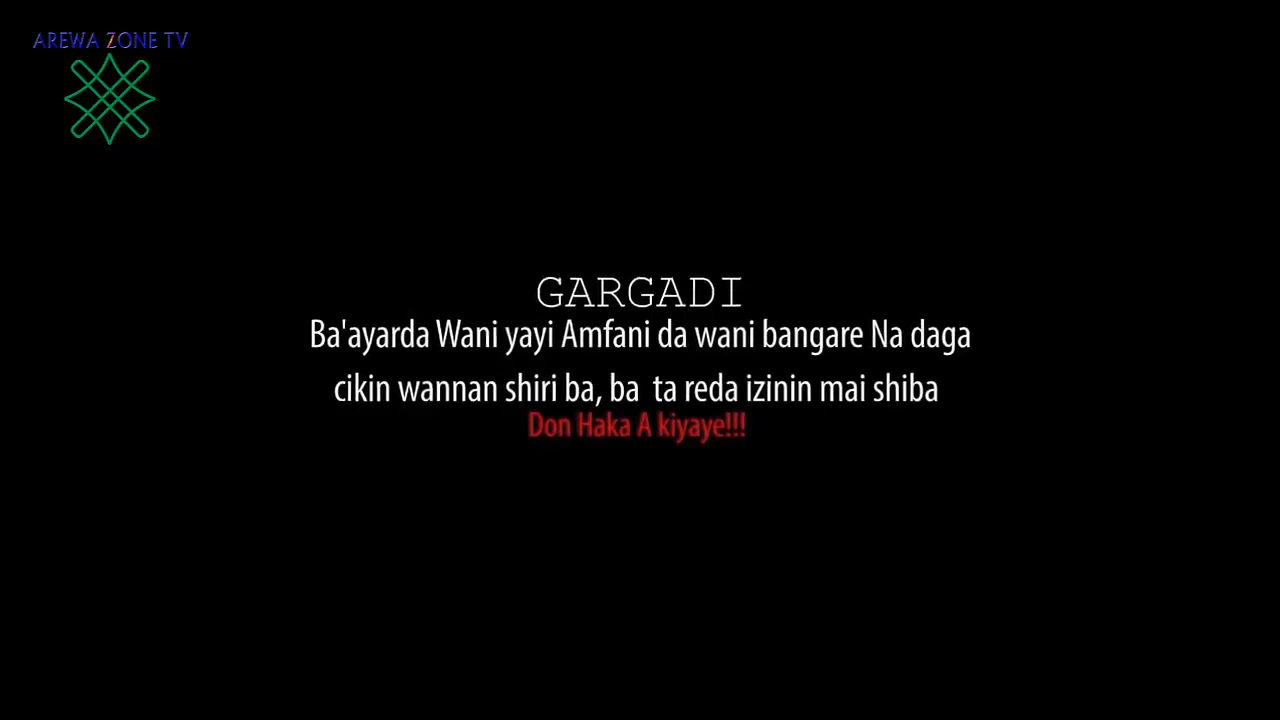 AREWA ZONE TV
GARGADI
Ba'ayarda Wani yayi Amfani da wani bangare Na daga
cikin wannan shiri ba, ba ta reda izinin mai shiba
Don Haka A kiyaye!!!